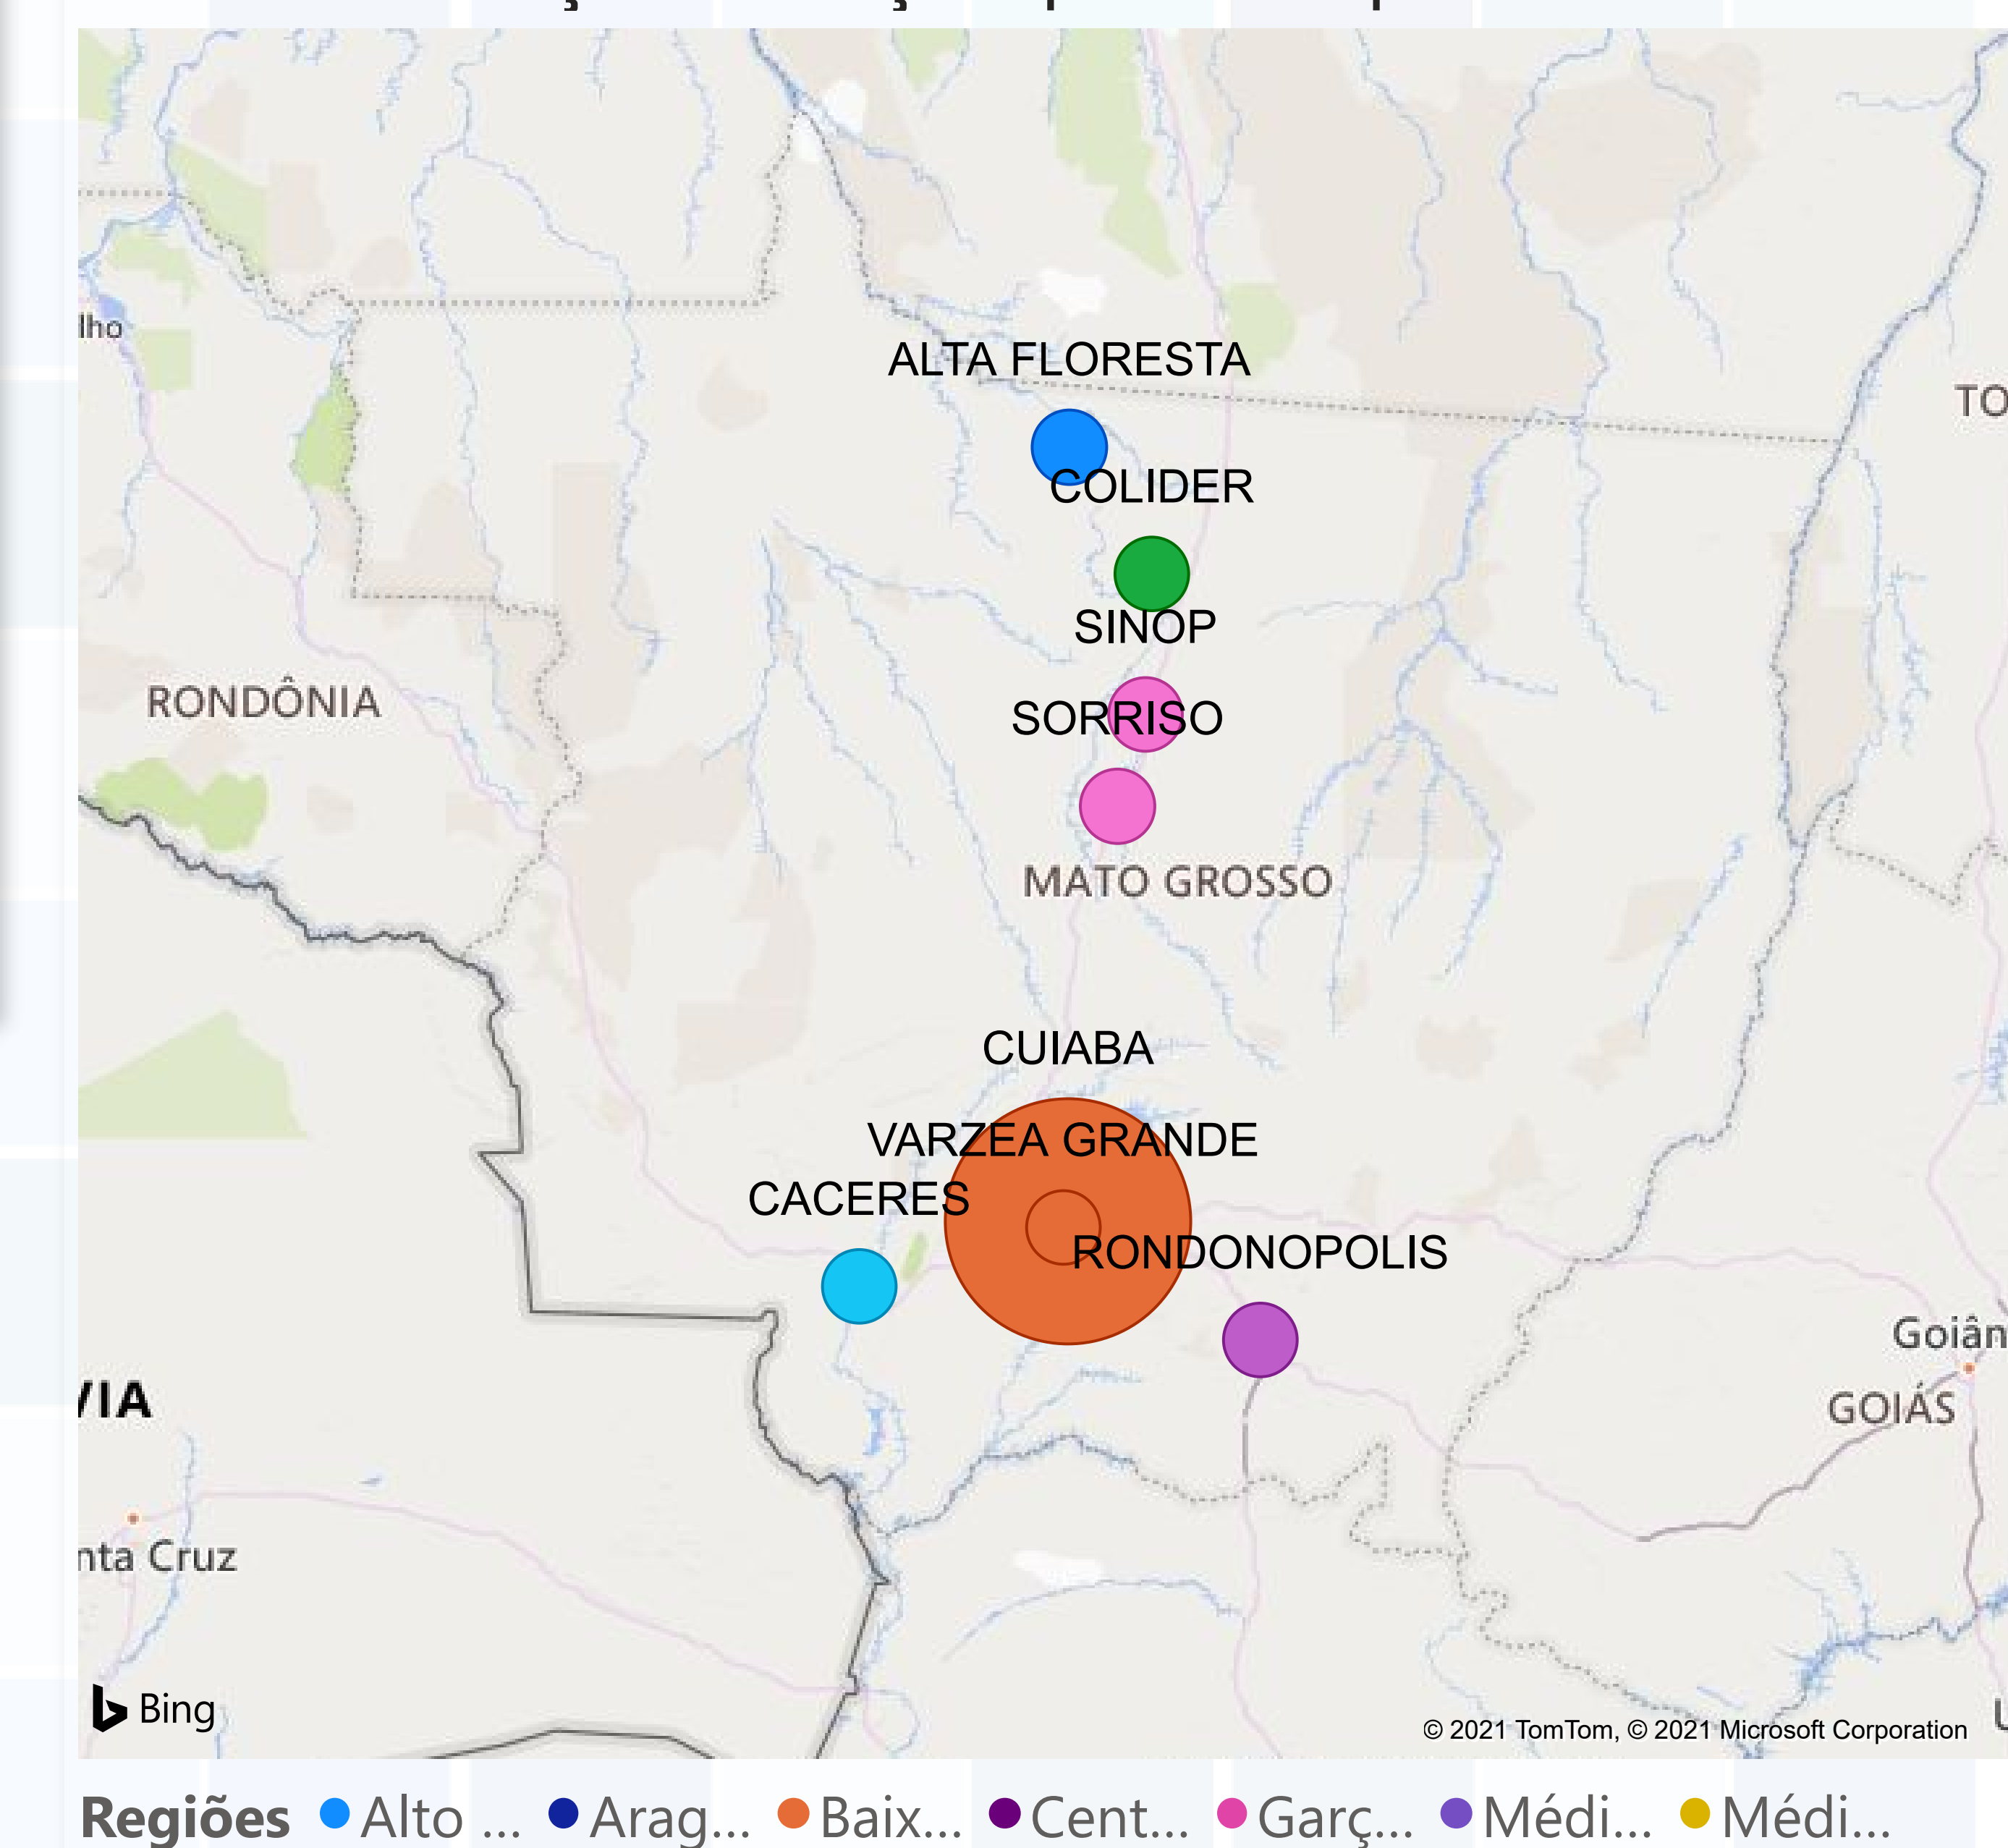 lho
ALTA FLORESTA
TO
COLIDER
SINOP
RONDÔNIA
SORRISO
MATO GROSSO
CUIABA
VARZEA GRANDE
CACERES
RONDONOPOLIS
Goiân
VIA
GOIÁS
nta Cruz
Bing
© 2021 TomTom, © 2021 Microsoft Corporation
Regiões Alto ... Arag... Baix... Cent... Garç... Médi... Médi...